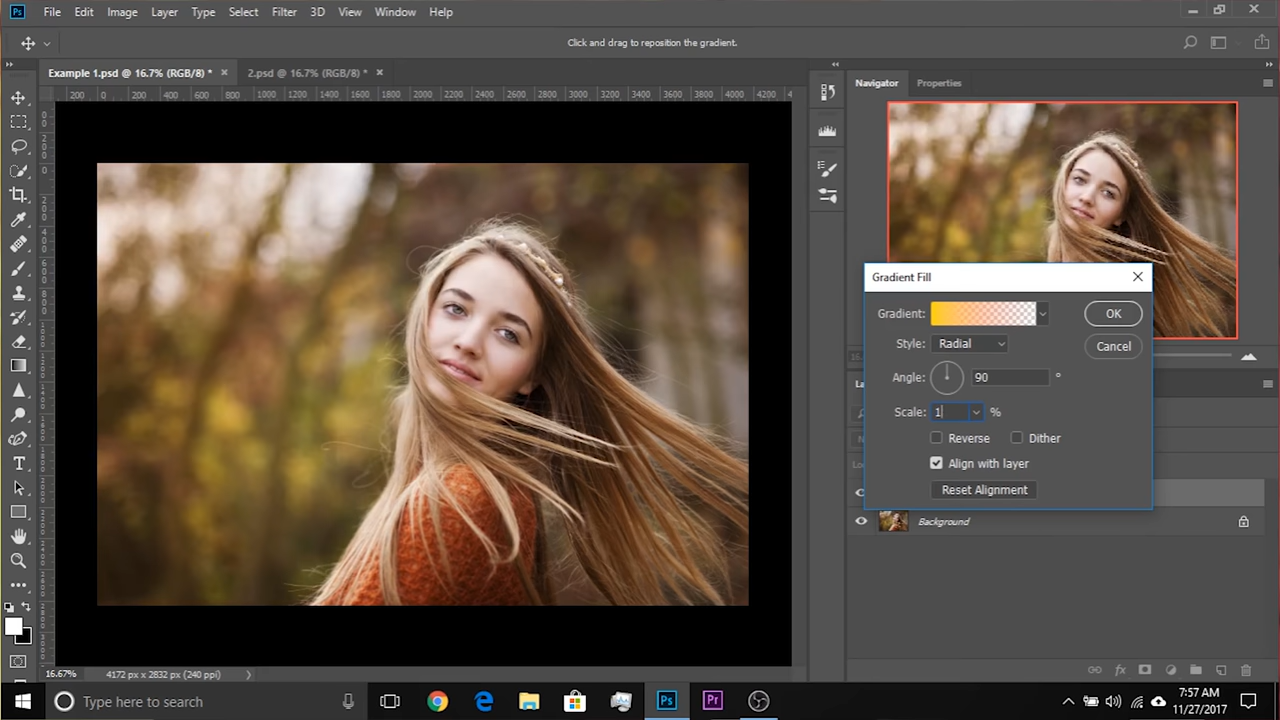 Ps File Edit Image Layer Type Select Filter 3D View Window Help
Click and drag to reposition the gradient.
Example 1.psd @ 16.7% (RGB/8) * × 2.psd @ 16.7% (RGB/8) * ×
Navigator Properties
200 0 200 400 600 800 1000 1200 1400 1600 1800 2000 2200 2400 2600 2800 3000 3200 3400 3600 3800 4000 4200
Gradient Fill
Gradient: OK
Style: Radial Cancel
Angle: 90 °
Scale: 1 %
Reverse Dither
Align with layer
Reset Alignment
Background
16.67% 4172 px x 2832 px (240 ppi)
Type here to search
Ps Pr
7:57 AM
11/27/2017